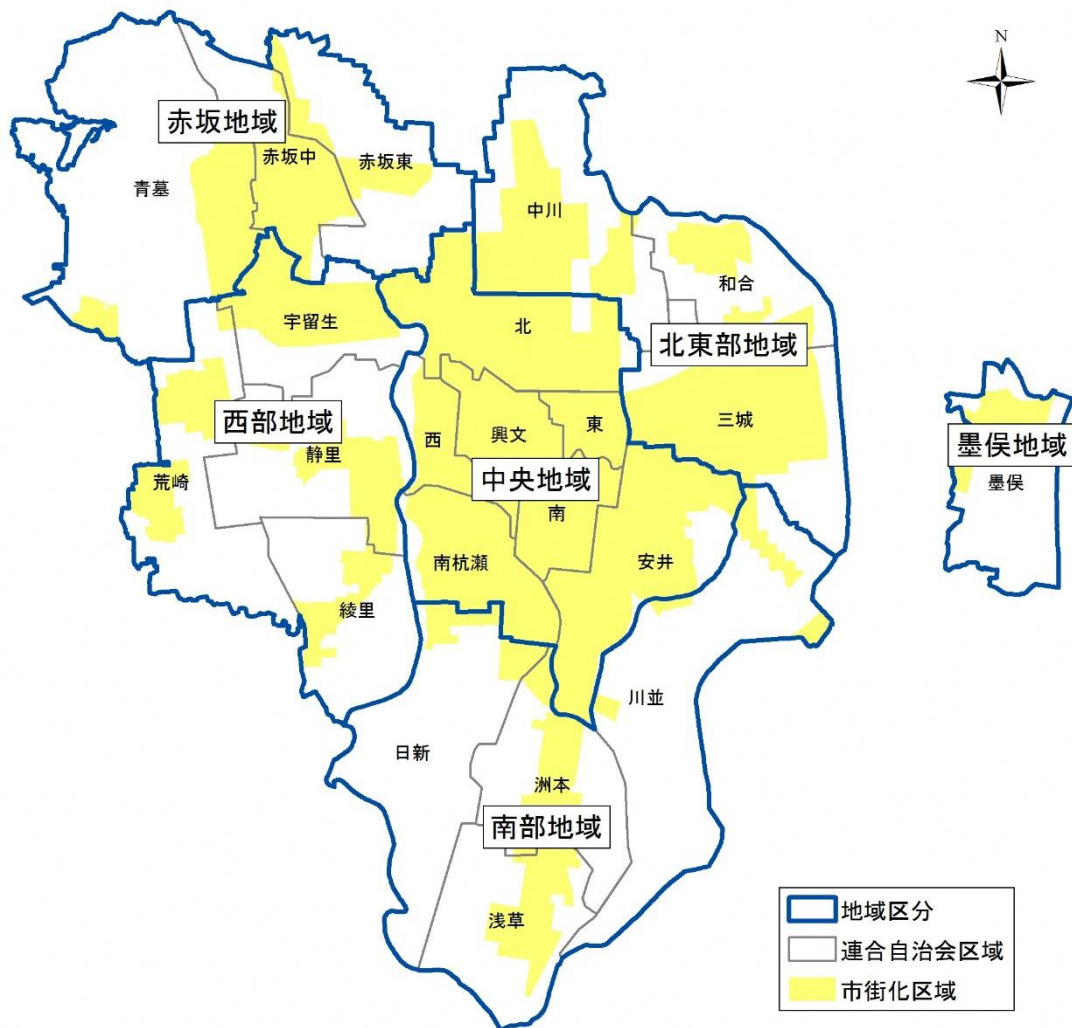 N
赤坂地域
赤坂中
赤坂東
青墓
中川
和合
宇留生
北
北東部地域
西部地域
静里
西
興文
東
三城
中央地域
墨俣地域
墨俣
荒崎
南
南杭瀬
安井
綾里
川並
日新
洲本
南部地域
浅草
地域区分
連合自治会区域
市街化区域